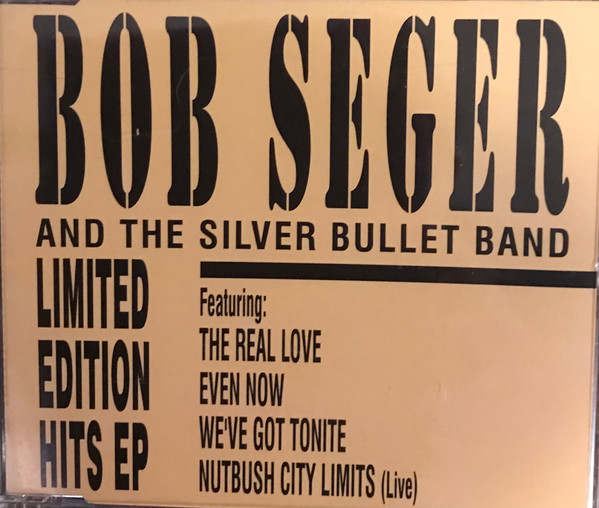 BOB SEGER
AND THE SILVER BULLET BAND
LIMITED
EDITION
HITS EP
Featuring:
THE REAL LOVE
EVEN NOW
WE'VE GOT TONITE
NUTBUSH CITY LIMITS (Live)